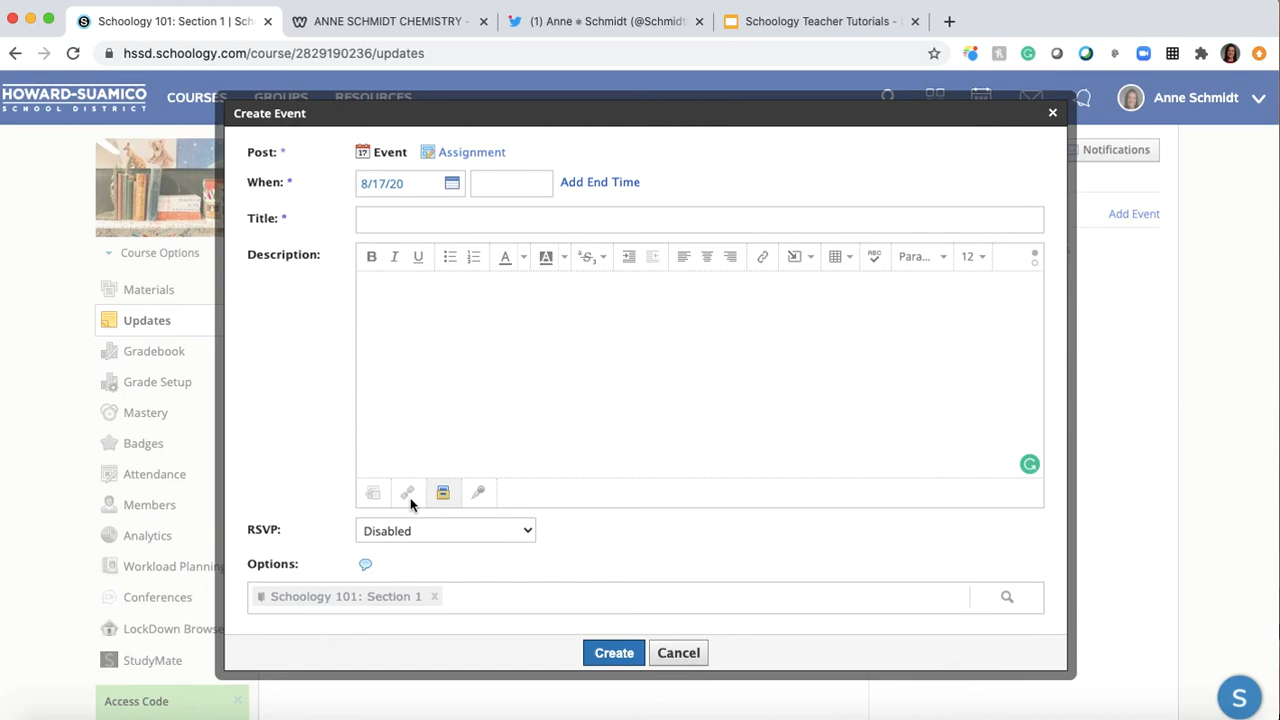 Schoology 101: Section 1 | Sch
ANNE SCHMIDT CHEMISTRY -
(1) Anne ⚛ Schmidt (@Schmidt
Schoology Teacher Tutorials -
hssd.schoology.com/course/2829190236/updates
HOWARD-SUAMICO
SCHOOL DISTRICT
COURSES GROUPS RESOURCES
Anne Schmidt
Create Event
Notifications
Post: * 17 Event Assignment
When: * 8/17/20 Add End Time
Title: *
Add Event
Description: B I U A A S ABC Para... 12
Course Options
Materials
Updates
Gradebook
Grade Setup
Mastery
Badges
Attendance
Members
Analytics
Workload Planning
Conferences
LockDown Browse
StudyMate
Access Code
RSVP: Disabled
Options:
Schoology 101: Section 1 x
Create Cancel
S